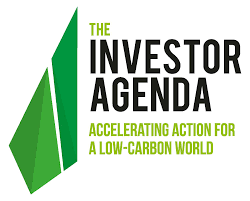 THE
INVESTOR
AGENDA
ACCELERATING ACTION FOR
A LOW-CARBON WORLD